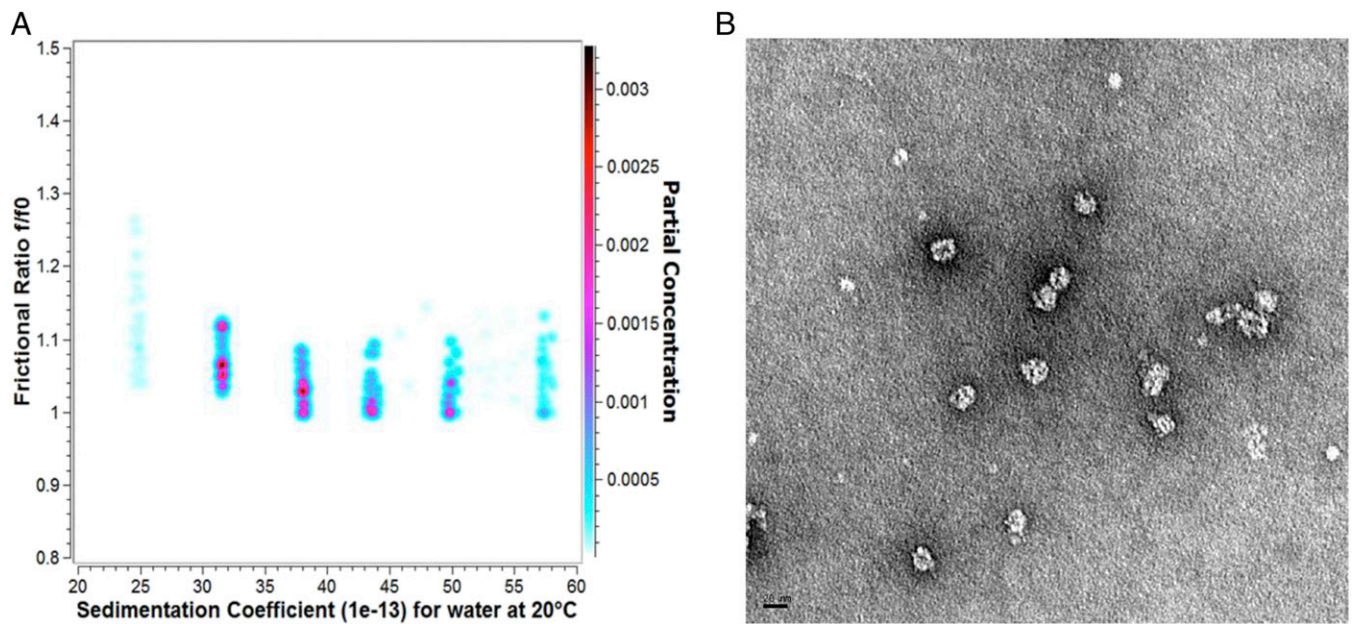 A
B
1.5
1.4
1.3
1.2
1.1
1
0.9
0.8
Frictional Ratio f/f0
20 25 30 35 40 45 50 55 60
Sedimentation Coefficient (1e-13) for water at 20°C
0.003
0.0025
0.002
0.0015
0.001
0.0005
Partial Concentration
20 nm